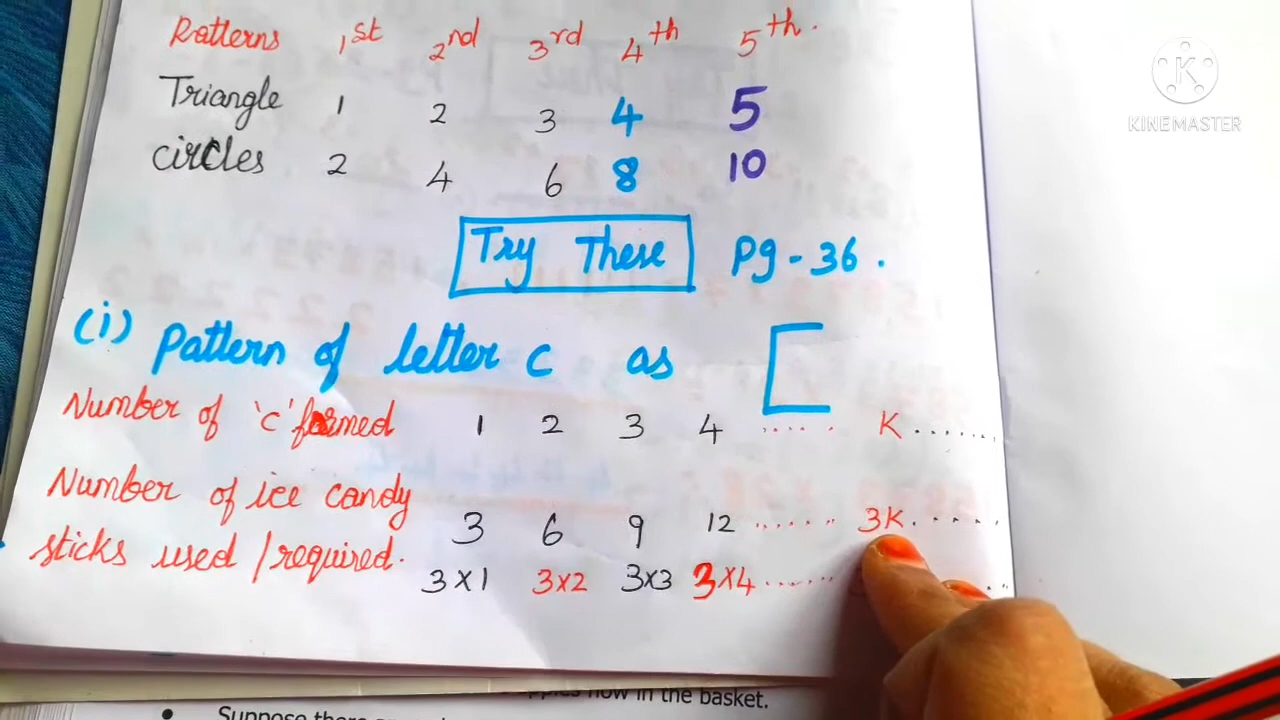 Patterns 1st 2nd 3rd 4th 5th.
Triangle 1 2 3 4 5
circles 2 4 6 8 10
K
KINEMASTER
Try These Pg - 36.
(i) Pattern of letter c as [
Number of 'c' formed 1 2 3 4 ..... K.......
Number of ice candy
3 6 9 12 ...... 3K......
sticks used / required.
3x1 3x2 3x3 3x4 ......
now in the basket.
• Suppose